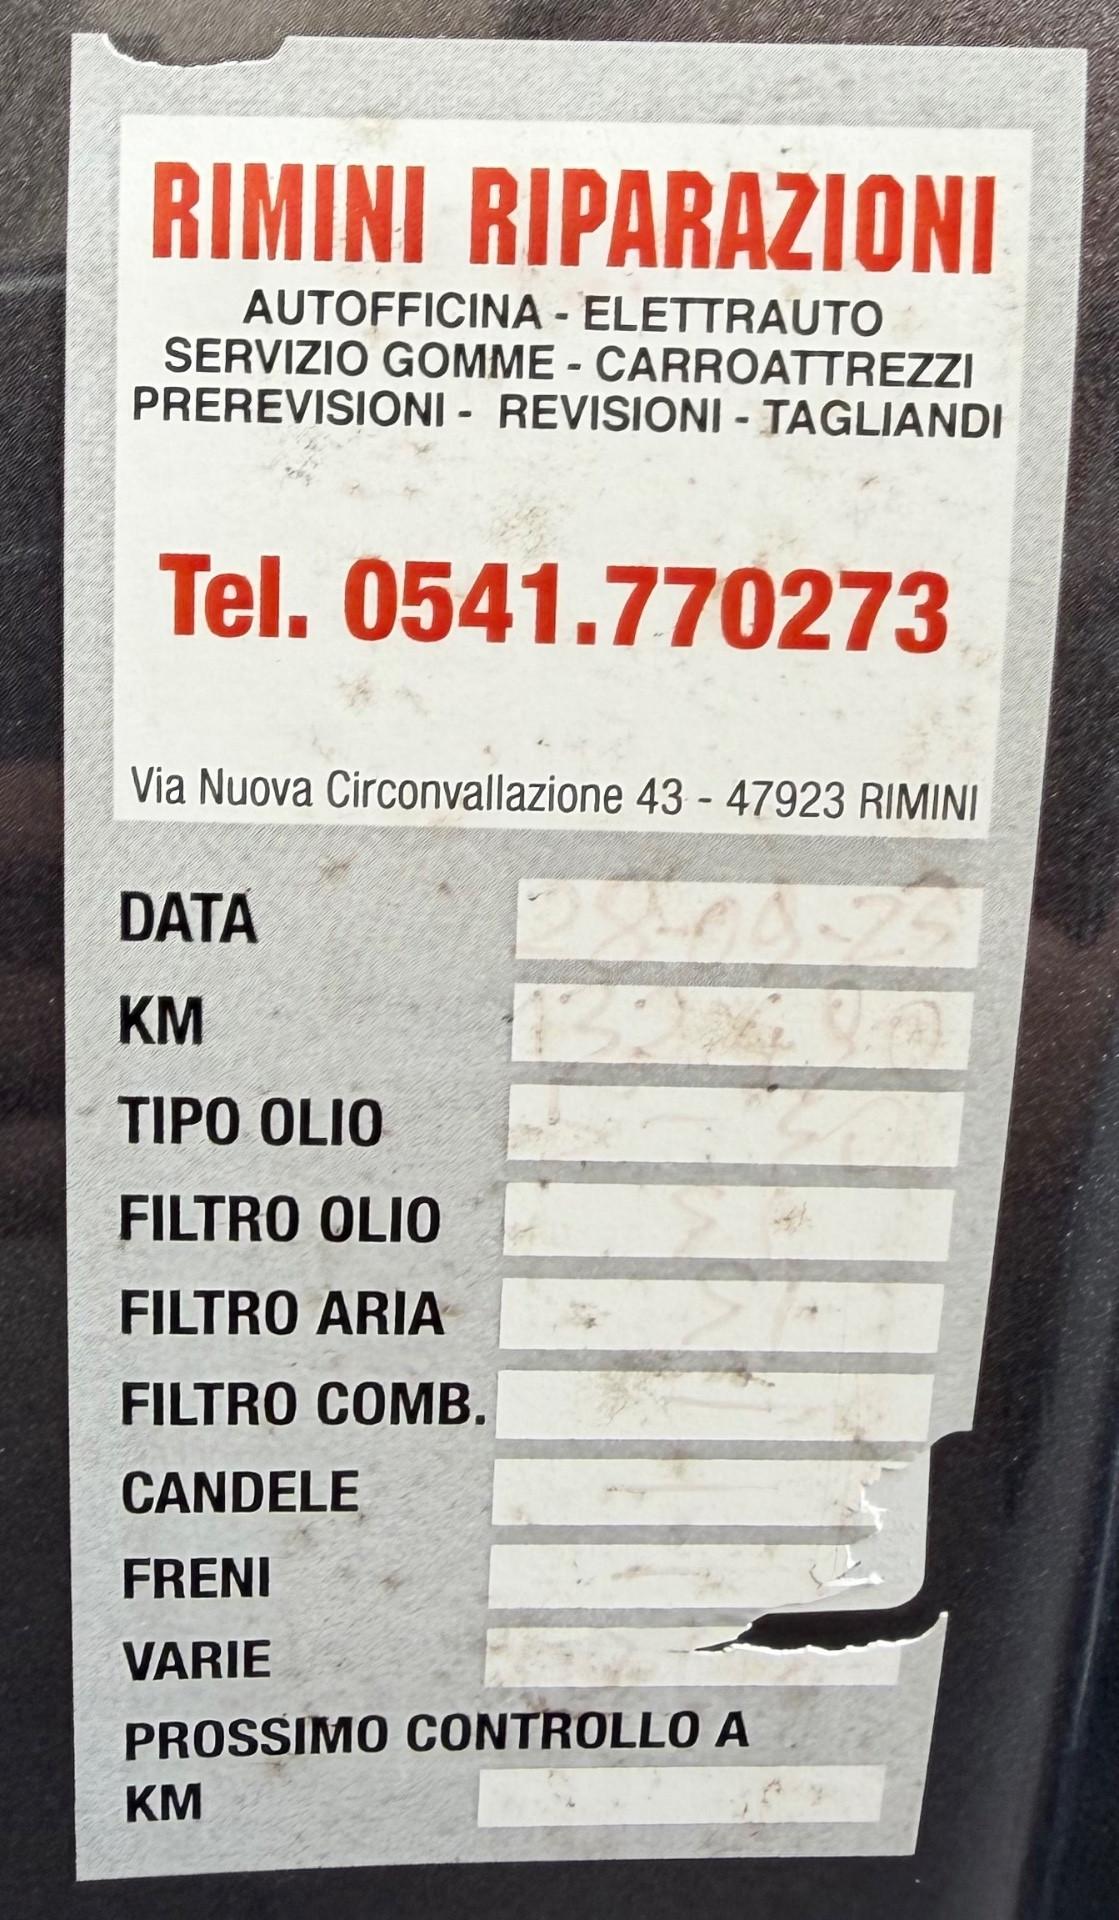 RIMINI RIPARAZIONI
AUTOFFICINA - ELETTRAUTO
SERVIZIO GOMME - CARROATTREZZI
PREREVISIONI - REVISIONI - TAGLIANDI
Tel. 0541.770273
Via Nuova Circonvallazione 43 - 47923 RIMINI
DATA
KM
TIPO OLIO
FILTRO OLIO
FILTRO ARIA
FILTRO COMB.
CANDELE
FRENI
VARIE
PROSSIMO CONTROLLO A
KM